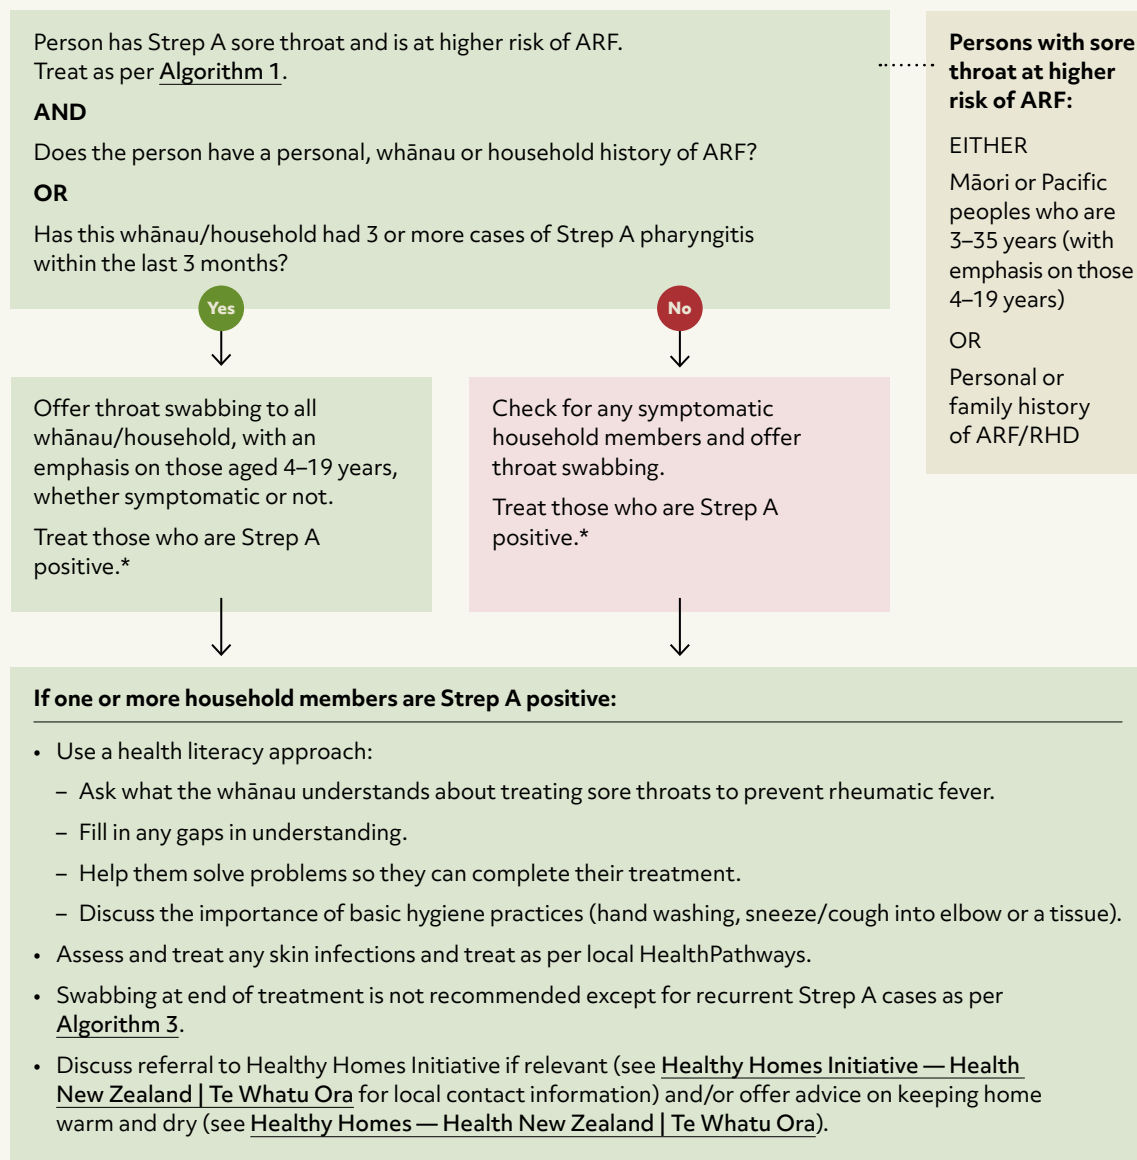 Person has Strep A sore throat and is at higher risk of ARF.
Treat as per Algorithm 1.
AND
Does the person have a personal, whānau or household history of ARF?
OR
Has this whānau/household had 3 or more cases of Strep A pharyngitis
within the last 3 months?
Persons with sore
throat at higher
risk of ARF:
EITHER
Māori or Pacific
peoples who are
3–35 years (with
emphasis on those
4–19 years)
OR
Personal or
family history
of ARF/RHD
Yes
No
Offer throat swabbing to all
whānau/household, with an
emphasis on those aged 4–19 years,
whether symptomatic or not.
Treat those who are Strep A
positive.*
Check for any symptomatic
household members and offer
throat swabbing.
Treat those who are Strep A
positive.*
If one or more household members are Strep A positive:
• Use a health literacy approach:
– Ask what the whānau understands about treating sore throats to prevent rheumatic fever.
– Fill in any gaps in understanding.
– Help them solve problems so they can complete their treatment.
– Discuss the importance of basic hygiene practices (hand washing, sneeze/cough into elbow or a tissue).
• Assess and treat any skin infections and treat as per local HealthPathways.
• Swabbing at end of treatment is not recommended except for recurrent Strep A cases as per
Algorithm 3.
• Discuss referral to Healthy Homes Initiative if relevant (see Healthy Homes Initiative — Health
New Zealand | Te Whatu Ora for local contact information) and/or offer advice on keeping home
warm and dry (see Healthy Homes — Health New Zealand | Te Whatu Ora).